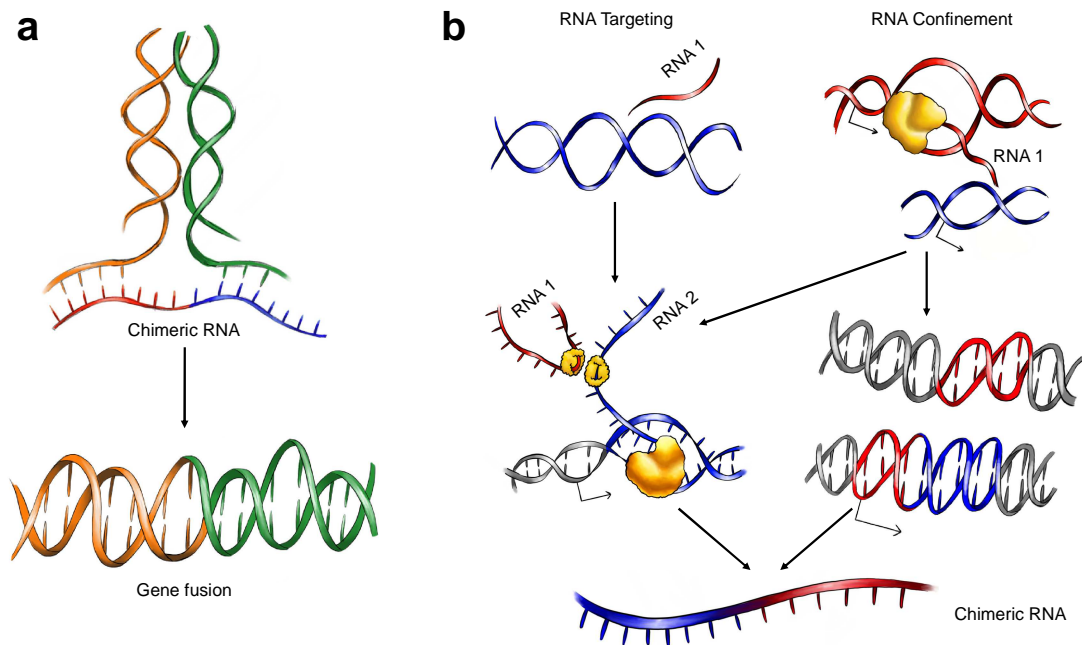 a
Chimeric RNA
Gene fusion
b
RNA Targeting
RNA Confinement
RNA 1
RNA 1
RNA 1
RNA 2
Chimeric RNA